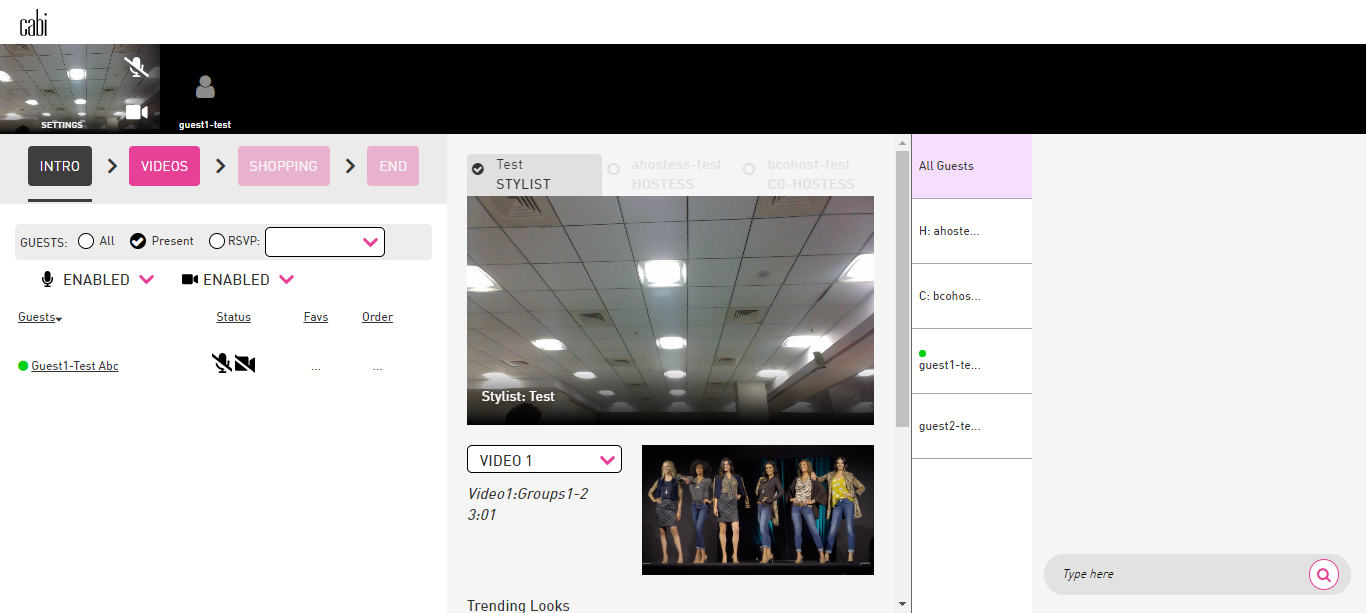 cabi
SETTINGS
guest1-test
INTRO
VIDEOS
SHOPPING
END
GUESTS:
All
Present
RSVP:
ENABLED
ENABLED
Guests
Status
Favs
Order
Guest1-Test Abc
...
...
Test
STYLIST
ahostess-test
HOSTESS
bcohost-test
CO-HOSTESS
Stylist: Test
VIDEO 1
Video1:Groups1-2
3:01
Trending Looks
All Guests
H: ahoste...
C: bcohos...
guest1-te...
guest2-te...
Type here